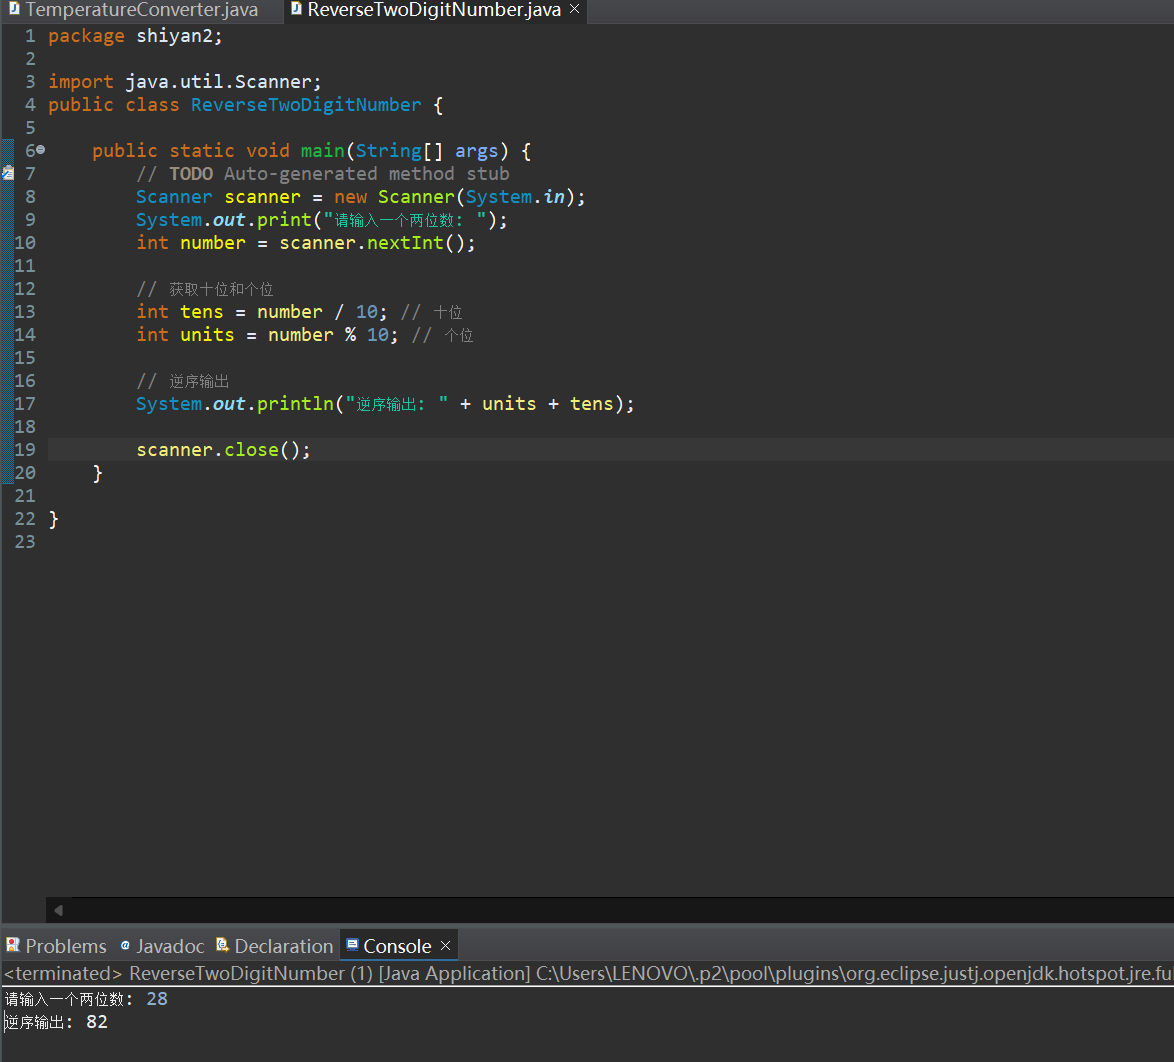 TemperatureConverter.java ReverseTwoDigitNumber.java
1 package shiyan2;
2
3 import java.util.Scanner;
4 public class ReverseTwoDigitNumber {
5
6 public static void main(String[] args) {
7 // TODO Auto-generated method stub
8 Scanner scanner = new Scanner(System.in);
9 System.out.print("请输入一个两位数: ");
10 int number = scanner.nextInt();
11
12 // 获取十位和个位
13 int tens = number / 10; // 十位
14 int units = number % 10; // 个位
15
16 // 逆序输出
17 System.out.println("逆序输出: " + units + tens);
18
19 scanner.close();
20 }
21
22 }
23
Problems Javadoc Declaration Console
<terminated> ReverseTwoDigitNumber (1) [Java Application] C:\Users\LENOVO\.p2\pool\plugins\org.eclipse.justj.openjdk.hotspot.jre.fu
请输入一个两位数: 28
逆序输出: 82